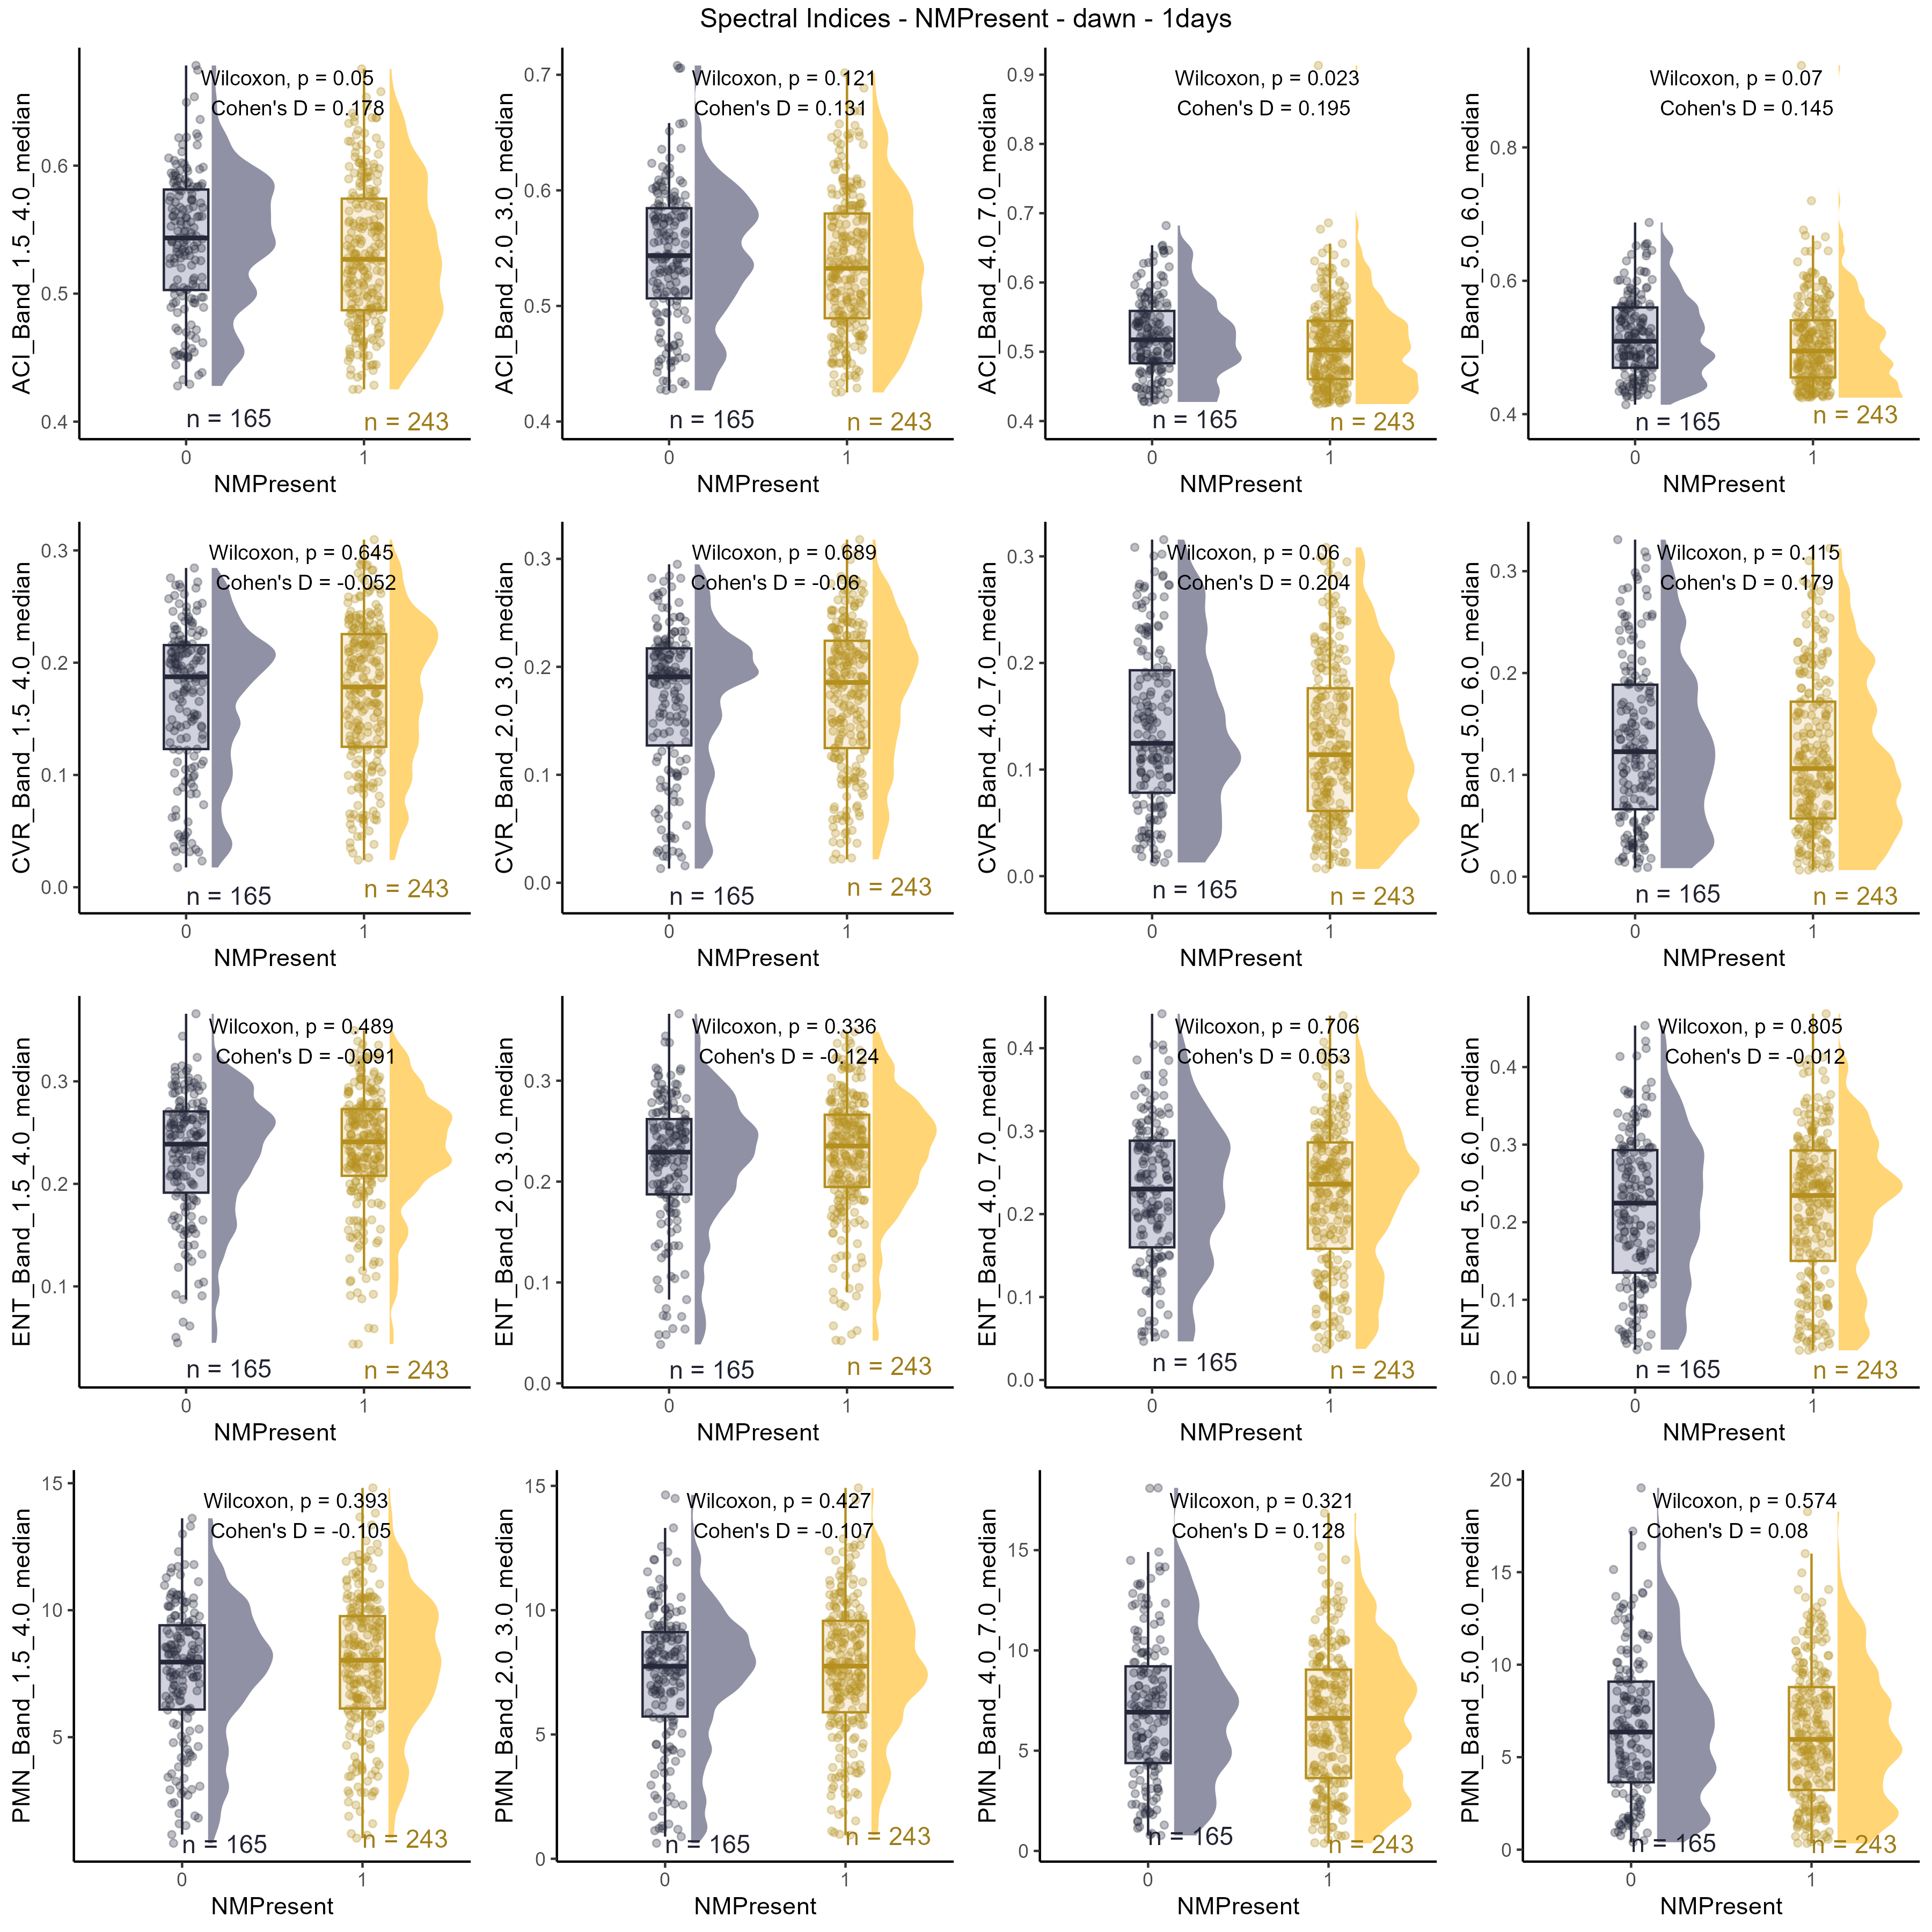 Spectral Indices - NMPresent - dawn - 1days
ACI_Band_1.5_4.0_median
0.6
0.5
0.4
Wilcoxon, p = 0.05
Cohen's D = 0.178
n = 165
n = 243
0
1
NMPresent
ACI_Band_2.0_3.0_median
0.7
0.6
0.5
0.4
Wilcoxon, p = 0.121
Cohen's D = 0.131
n = 165
n = 243
0
1
NMPresent
ACI_Band_4.0_7.0_median
0.9
0.8
0.7
0.6
0.5
0.4
Wilcoxon, p = 0.023
Cohen's D = 0.195
n = 165
n = 243
0
1
NMPresent
ACI_Band_5.0_6.0_median
0.8
0.6
0.4
Wilcoxon, p = 0.07
Cohen's D = 0.145
n = 165
n = 243
0
1
NMPresent
CVR_Band_1.5_4.0_median
0.3
0.2
0.1
0.0
Wilcoxon, p = 0.645
Cohen's D = -0.052
n = 165
n = 243
0
1
NMPresent
CVR_Band_2.0_3.0_median
0.3
0.2
0.1
0.0
Wilcoxon, p = 0.689
Cohen's D = -0.06
n = 165
n = 243
0
1
NMPresent
CVR_Band_4.0_7.0_median
0.3
0.2
0.1
0.0
Wilcoxon, p = 0.06
Cohen's D = 0.204
n = 165
n = 243
0
1
NMPresent
CVR_Band_5.0_6.0_median
0.3
0.2
0.1
0.0
Wilcoxon, p = 0.115
Cohen's D = 0.179
n = 165
n = 243
0
1
NMPresent
ENT_Band_1.5_4.0_median
0.3
0.2
0.1
Wilcoxon, p = 0.489
Cohen's D = -0.091
n = 165
n = 243
0
1
NMPresent
ENT_Band_2.0_3.0_median
0.3
0.2
0.1
0.0
Wilcoxon, p = 0.336
Cohen's D = -0.124
n = 165
n = 243
0
1
NMPresent
ENT_Band_4.0_7.0_median
0.4
0.3
0.2
0.1
0.0
Wilcoxon, p = 0.706
Cohen's D = 0.053
n = 165
n = 243
0
1
NMPresent
ENT_Band_5.0_6.0_median
0.4
0.3
0.2
0.1
0.0
Wilcoxon, p = 0.805
Cohen's D = -0.012
n = 165
n = 243
0
1
NMPresent
PMN_Band_1.5_4.0_median
15
10
5
Wilcoxon, p = 0.393
Cohen's D = -0.105
n = 165
n = 243
0
1
NMPresent
PMN_Band_2.0_3.0_median
15
10
5
0
Wilcoxon, p = 0.427
Cohen's D = -0.107
n = 165
n = 243
0
1
NMPresent
PMN_Band_4.0_7.0_median
15
10
5
0
Wilcoxon, p = 0.321
Cohen's D = 0.128
n = 165
n = 243
0
1
NMPresent
PMN_Band_5.0_6.0_median
20
15
10
5
0
Wilcoxon, p = 0.574
Cohen's D = 0.08
n = 165
n = 243
0
1
NMPresent